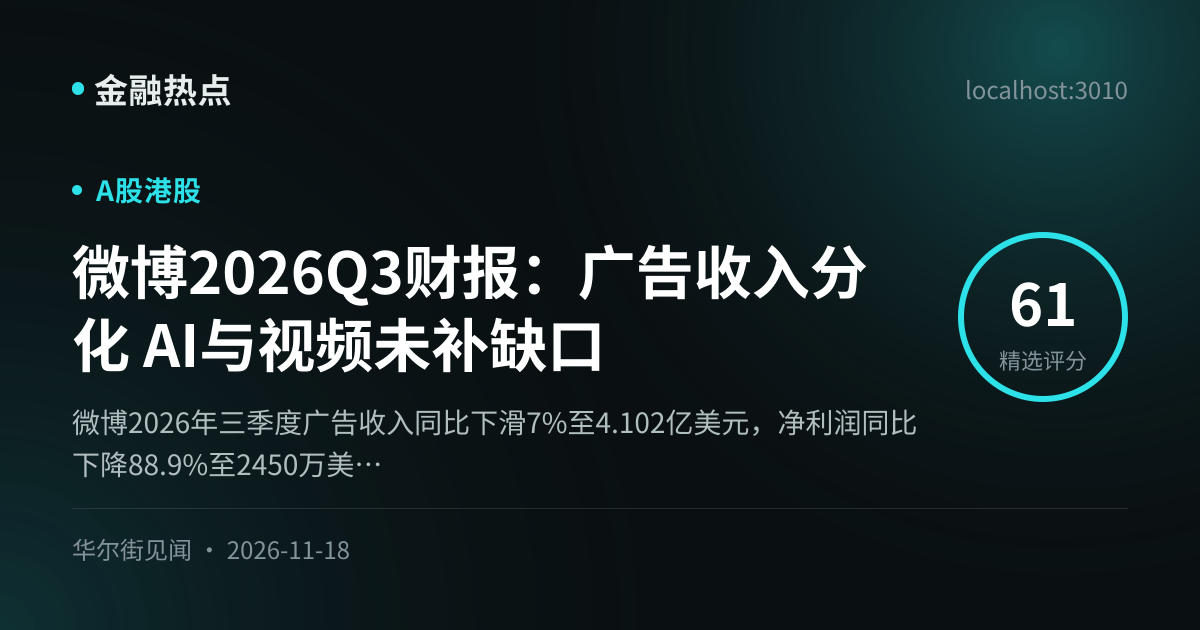 金融热点
localhost:3010
A股港股
微博2026Q3财报：广告收入分
化 AI与视频未补缺口
61
精选评分
微博2026年三季度广告收入同比下滑7%至4.102亿美元，净利润同比
下降88.9%至2450万美…
华尔街见闻 · 2026-11-18